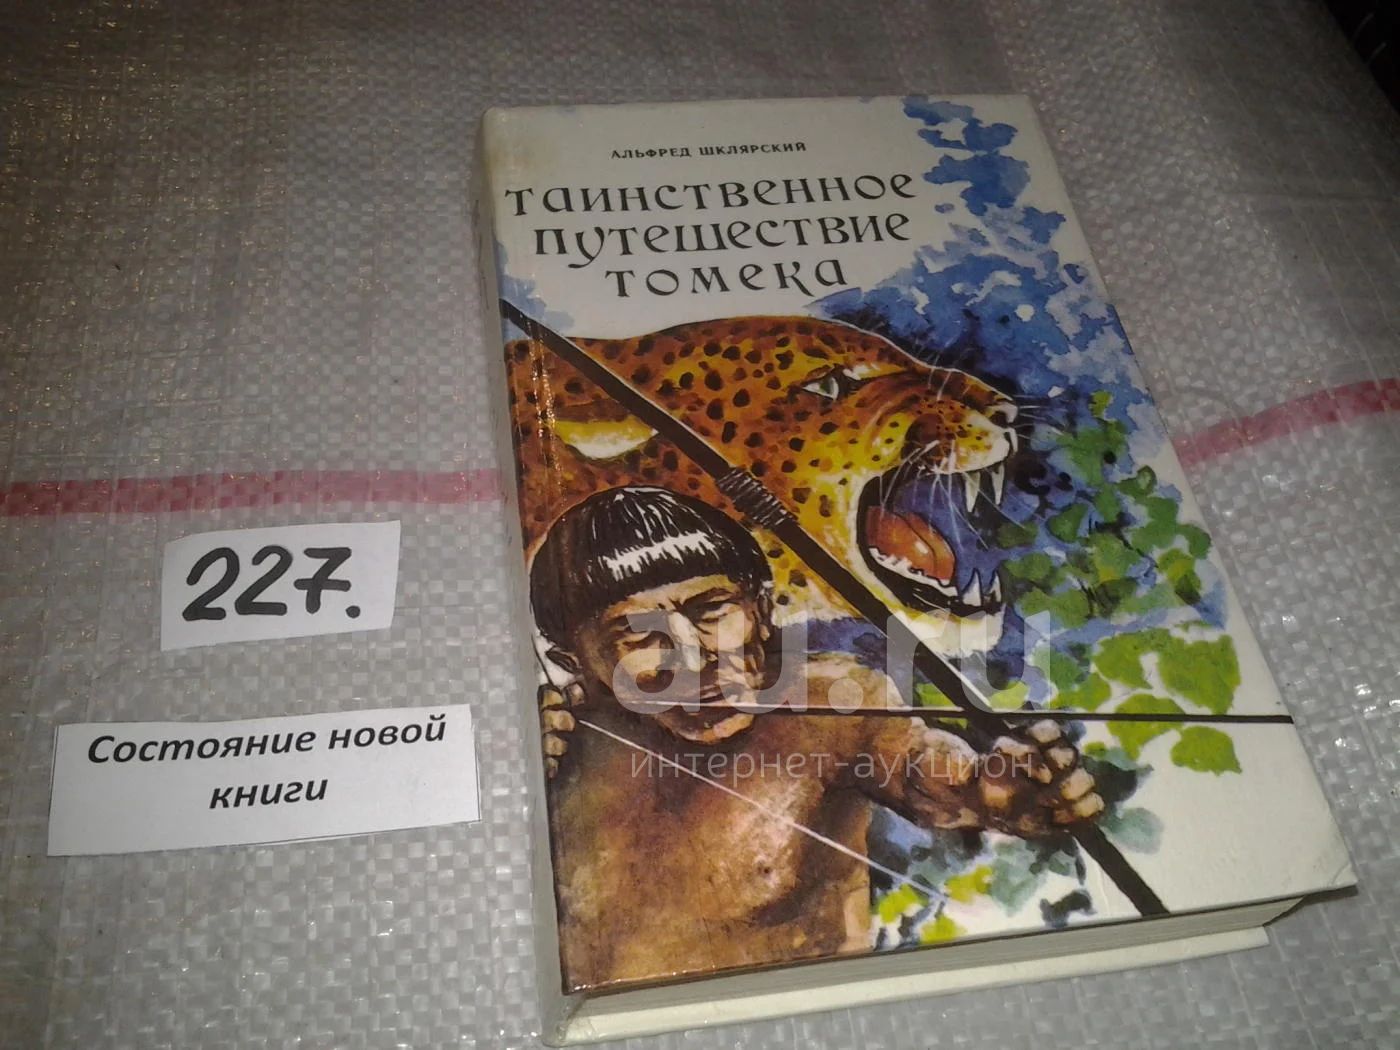 АЛЬФРЕД ШКЛЯРСКИЙ
ТАИНСТВЕННОЕ
ПУТЕШЕСТВИЕ
ТОМЕКА
227.
Состояние новой
книги
au.ru
интернет-аукцион